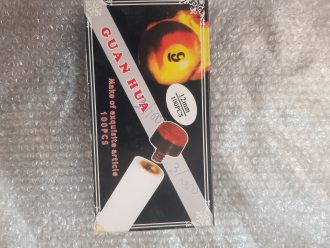 GUAN HUA
Make of exquisite article
100PCS
9
12mm
100PCS